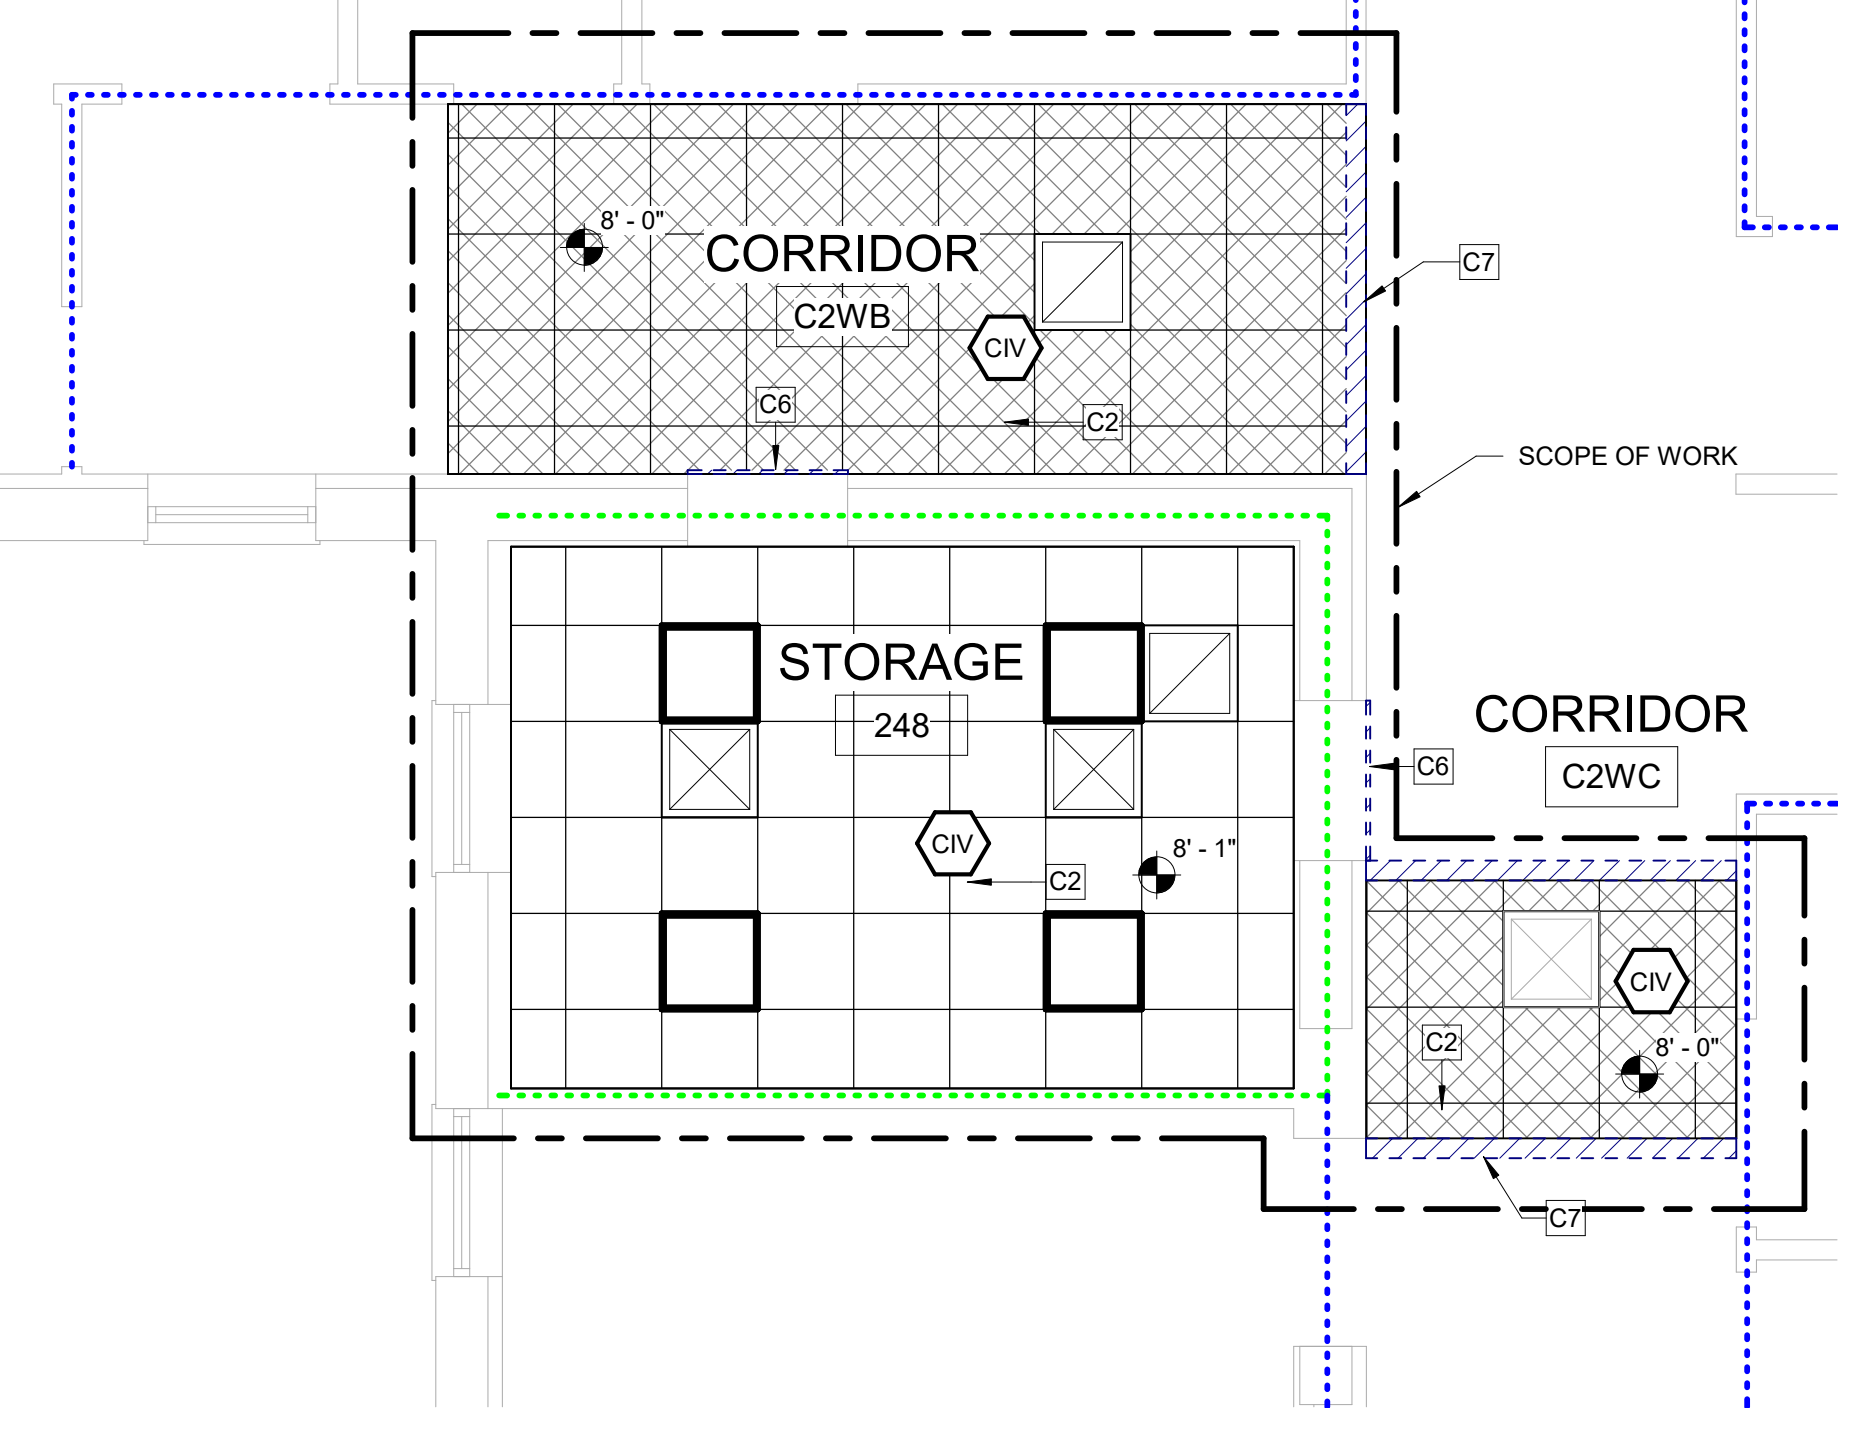 8' - 0"
CORRIDOR
C2WB
CIV
C6
C2
C7
SCOPE OF WORK
STORAGE
248
CIV
C2
8' - 1"
CORRIDOR
C2WC
C6
CIV
C2
8' - 0"
C7